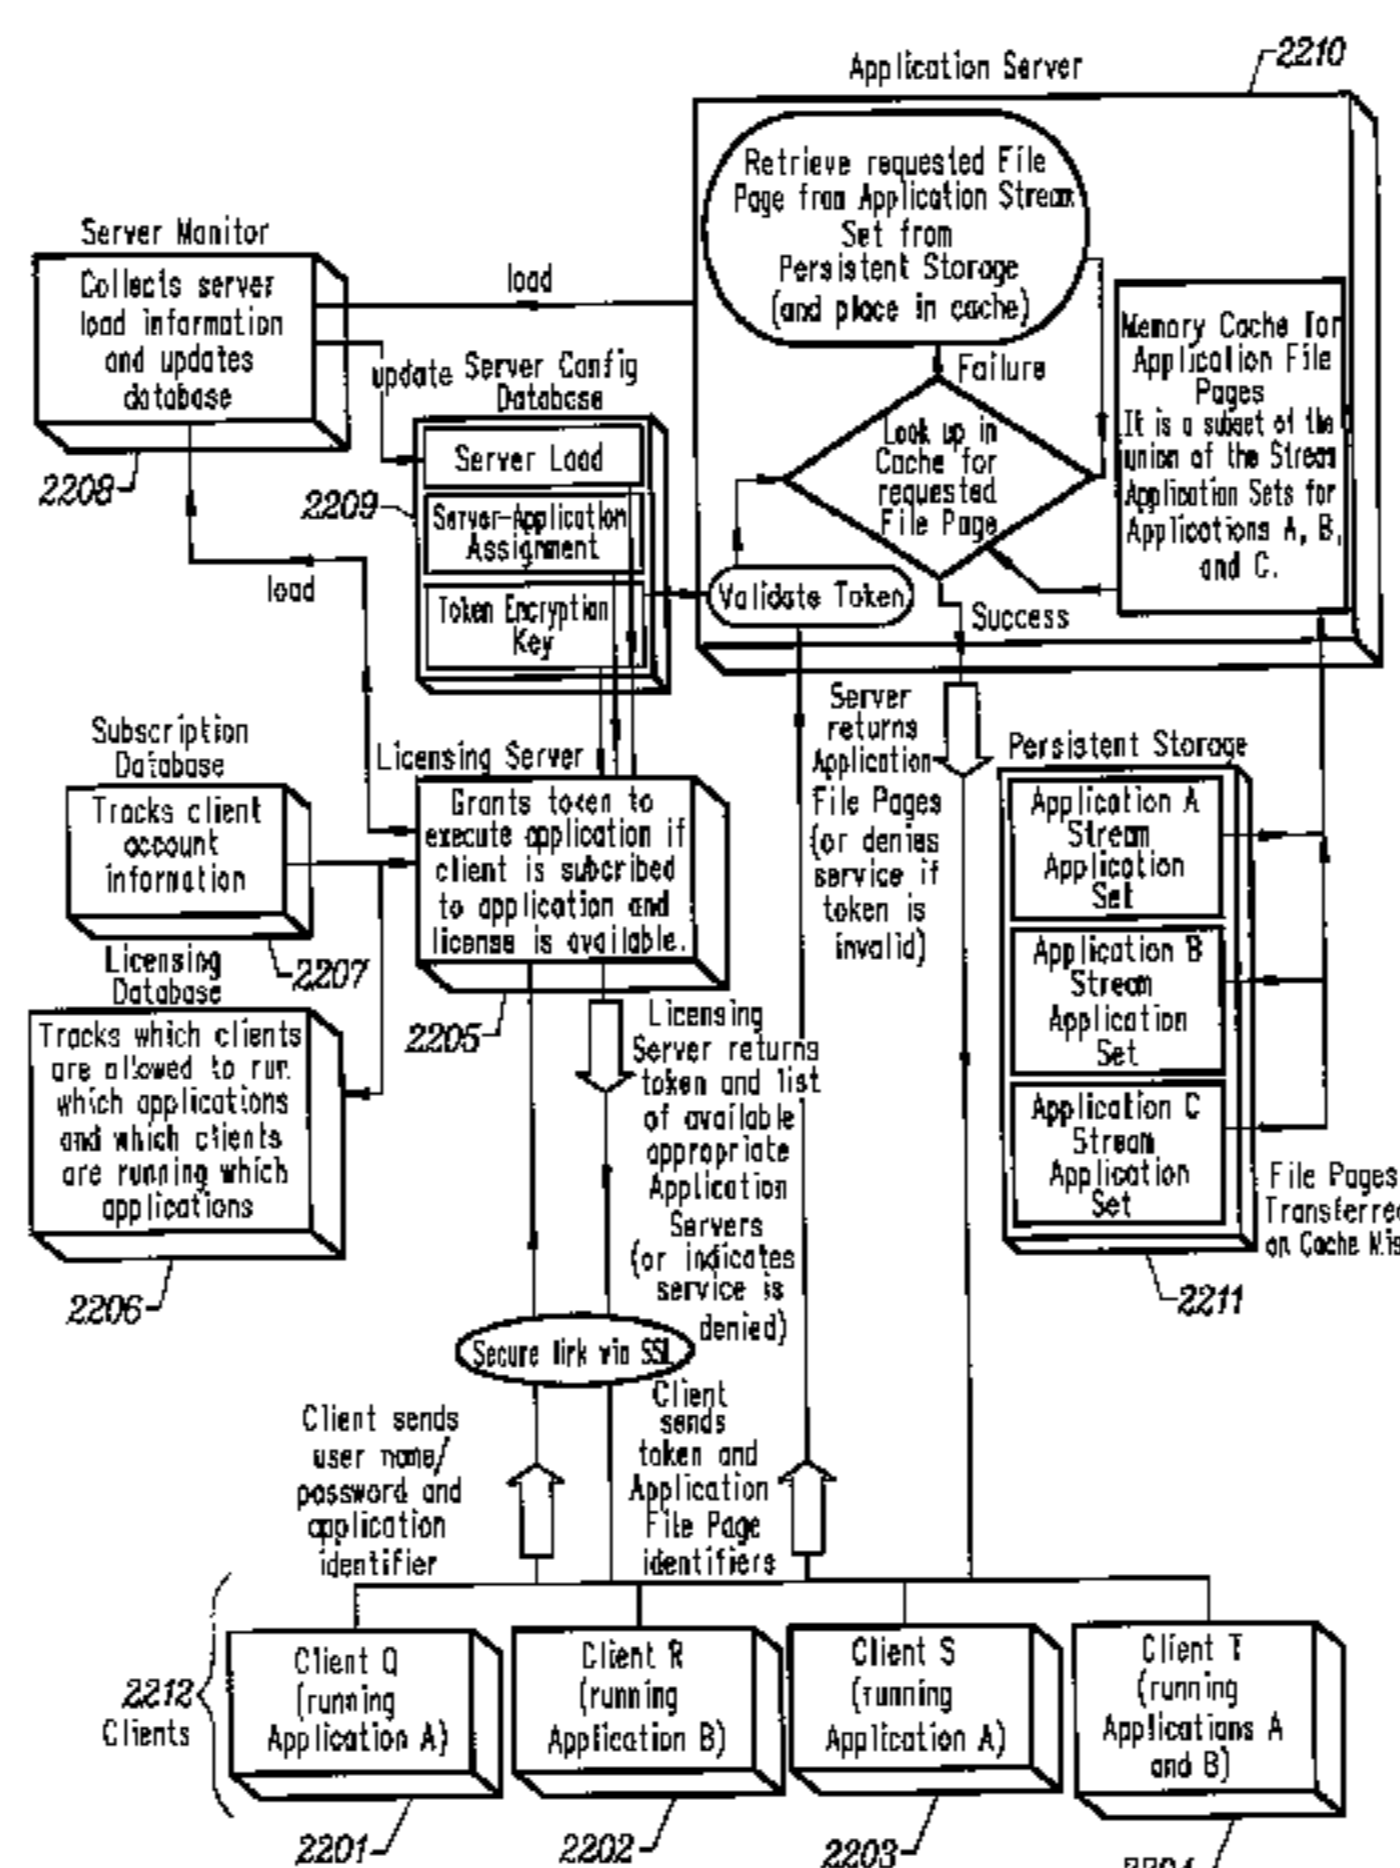 2210
Application Server
Retrieve requested File
Page from Application Stream
Set from
Persistent Storage
(and place in cache)
Server Monitor
Collects server
load information
and updates
database
load
update
Server Config
Database
Failure
Memory Cache for
Application File
Pages
It is a subset of the
union of the Stream
Application Sets for
Applications A, B,
and C.
Look up in
Cache for
requested
File Page
2208
2209
Server Load
Server-Application
Assignment
Token Encryption
Key
Validate Token
Success
load
Subscription
Database
Tracks client
account
information
2207
Licensing Server
Grants token to
execute application if
client is subcribed
to application and
license is available.
2205
Server
returns
Application
File Pages
(or denies
service if
token is
invalid)
Persistent Storage
Application A
Stream
Application
Set
Application B
Stream
Application
Set
Application C
Stream
Application
Set
2211
File Pages
Transferre
on Cache Mis
Licensing
Database
Tracks which clients
are allowed to run
which applications
and which clients
are running which
applications
2206
Licensing
Server returns
token and list
of available
appropriate
Application
Servers
(or indicates
service is
denied)
Secure link via SSL
Client sends
user name/
password and
application
identifier
Client
sends
token and
Application
File Page
identifiers
2212
Clients
Client Q
(running
Application A)
2201
Client R
(running
Application B)
2202
Client S
(running
Application A)
2203
Client T
(running
Applications A
and B)
2204